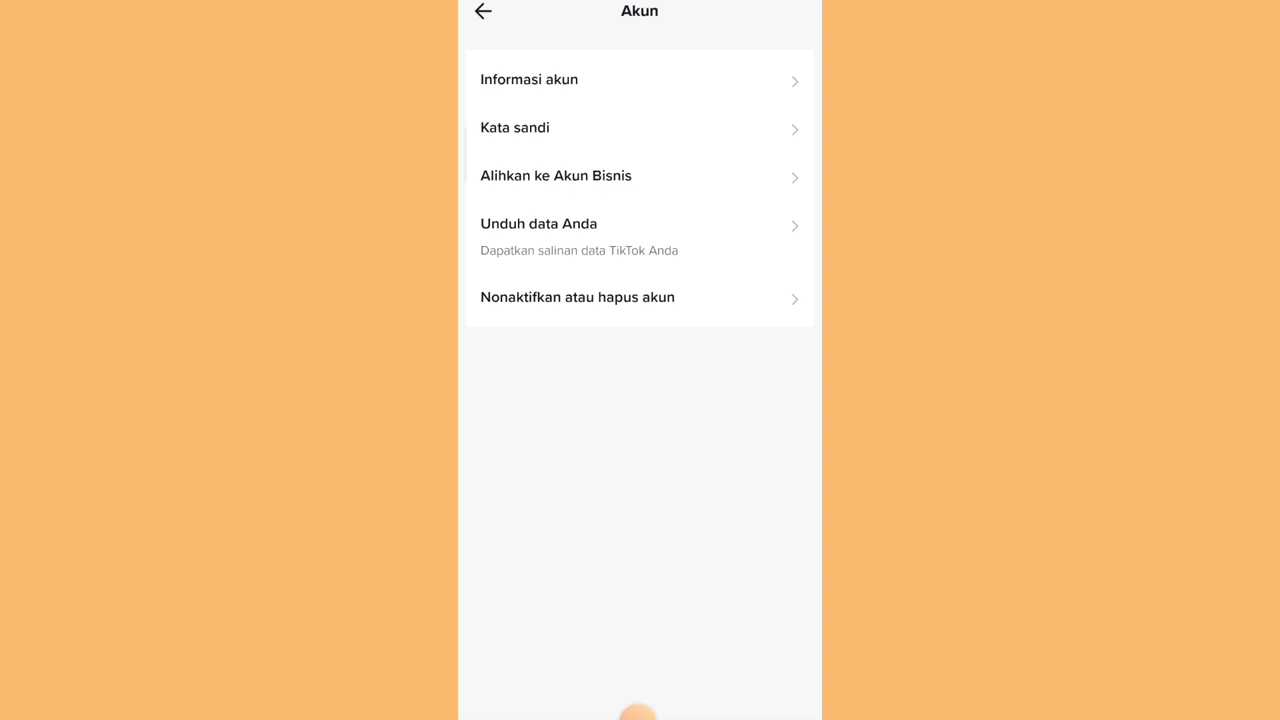 Akun
Informasi akun
Kata sandi
Alihkan ke Akun Bisnis
Unduh data Anda
Dapatkan salinan data TikTok Anda
Nonaktifkan atau hapus akun